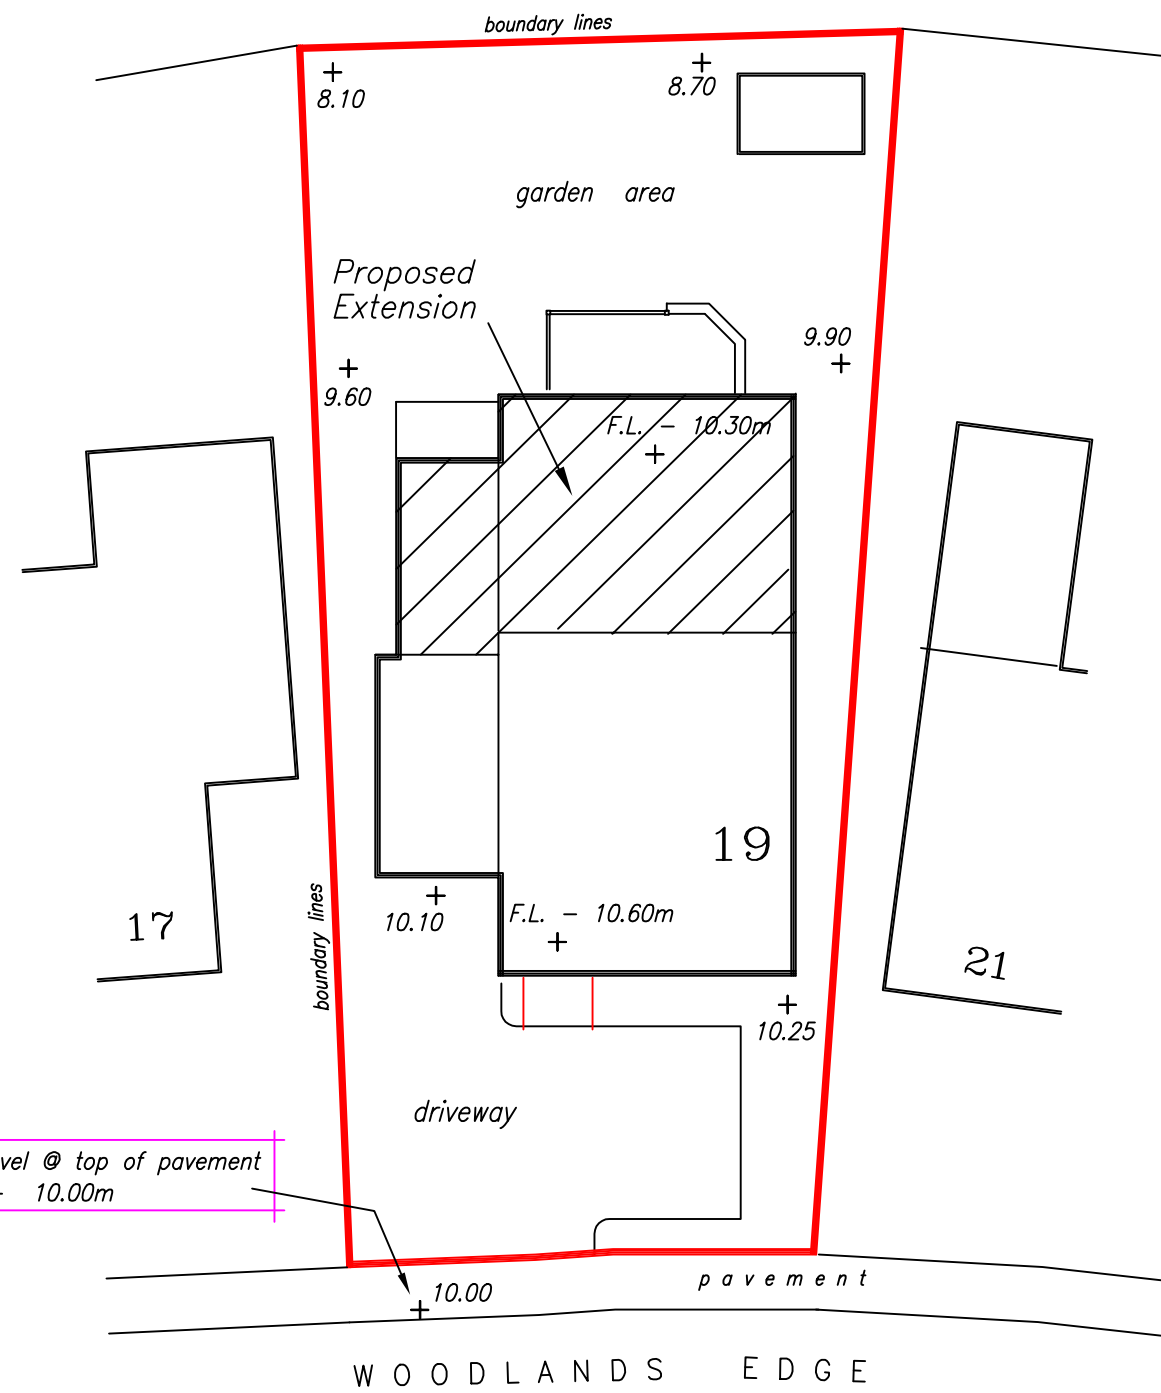 boundary lines
8.10
8.70
garden area
Proposed
Extension
9.90
9.60
F.L. - 10.30m
19
17
10.10
F.L. - 10.60m
21
boundary lines
10.25
driveway
vel @ top of pavement
- 10.00m
10.00
pavement
WOODLANDS EDGE